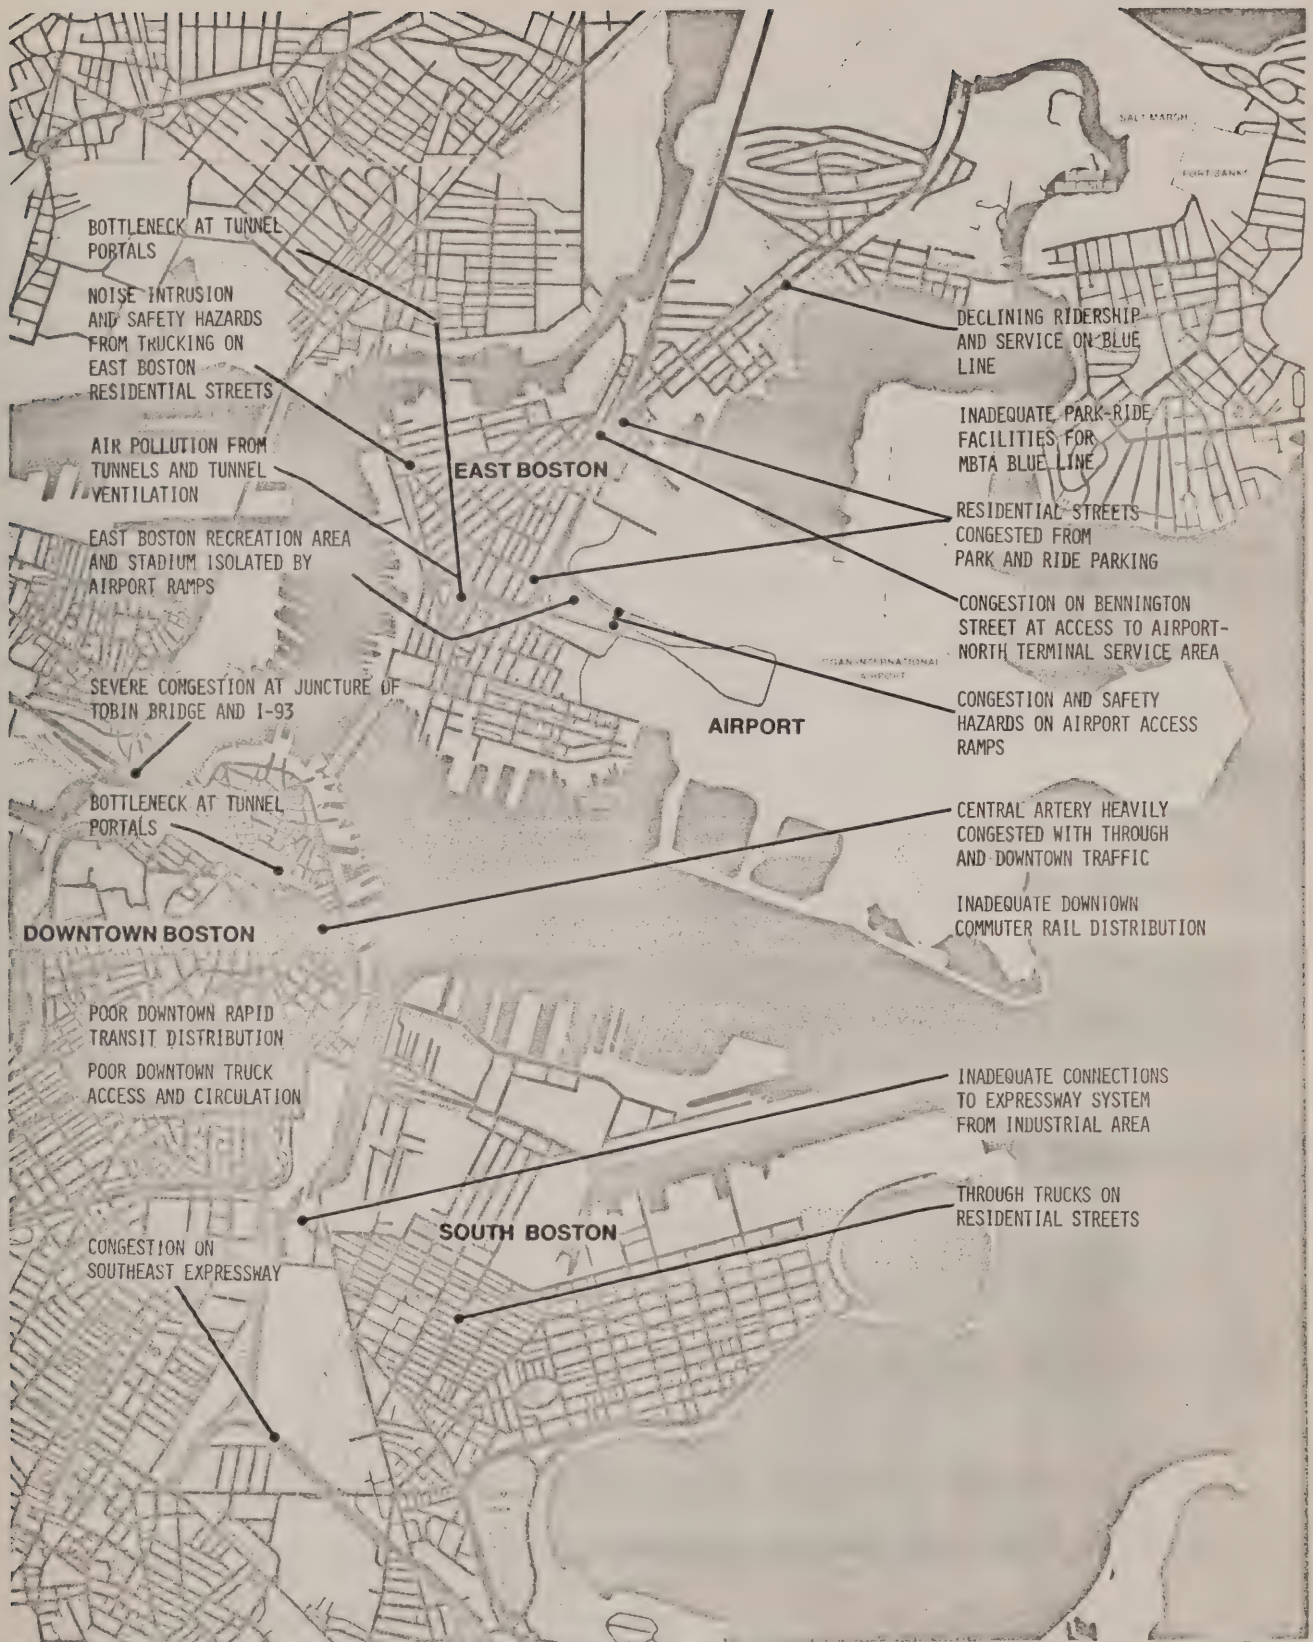 SALT MARSH
FORT BANKS
BOTTLENECK AT TUNNEL
PORTALS
NOISE INTRUSION
AND SAFETY HAZARDS
FROM TRUCKING ON
EAST BOSTON
RESIDENTIAL STREETS
AIR POLLUTION FROM
TUNNELS AND TUNNEL
VENTILATION
EAST BOSTON RECREATION AREA
AND STADIUM ISOLATED BY
AIRPORT RAMPS
SEVERE CONGESTION AT JUNCTURE OF
TOBIN BRIDGE AND I-93
BOTTLENECK AT TUNNEL
PORTALS
DOWNTOWN BOSTON
POOR DOWNTOWN RAPID
TRANSIT DISTRIBUTION
POOR DOWNTOWN TRUCK
ACCESS AND CIRCULATION
CONGESTION ON
SOUTHEAST EXPRESSWAY
EAST BOSTON
LOGAN INTERNATIONAL
AIRPORT
AIRPORT
SOUTH BOSTON
DECLINING RIDERSHIP
AND SERVICE ON BLUE
LINE
INADEQUATE PARK-RIDE
FACILITIES FOR
MBTA BLUE LINE
RESIDENTIAL STREETS
CONGESTED FROM
PARK AND RIDE PARKING
CONGESTION ON BENNINGTON
STREET AT ACCESS TO AIRPORT-
NORTH TERMINAL SERVICE AREA
CONGESTION AND SAFETY
HAZARDS ON AIRPORT ACCESS
RAMPS
CENTRAL ARTERY HEAVILY
CONGESTED WITH THROUGH
AND DOWNTOWN TRAFFIC
INADEQUATE DOWNTOWN
COMMUTER RAIL DISTRIBUTION
INADEQUATE CONNECTIONS
TO EXPRESSWAY SYSTEM
FROM INDUSTRIAL AREA
THROUGH TRUCKS ON
RESIDENTIAL STREETS